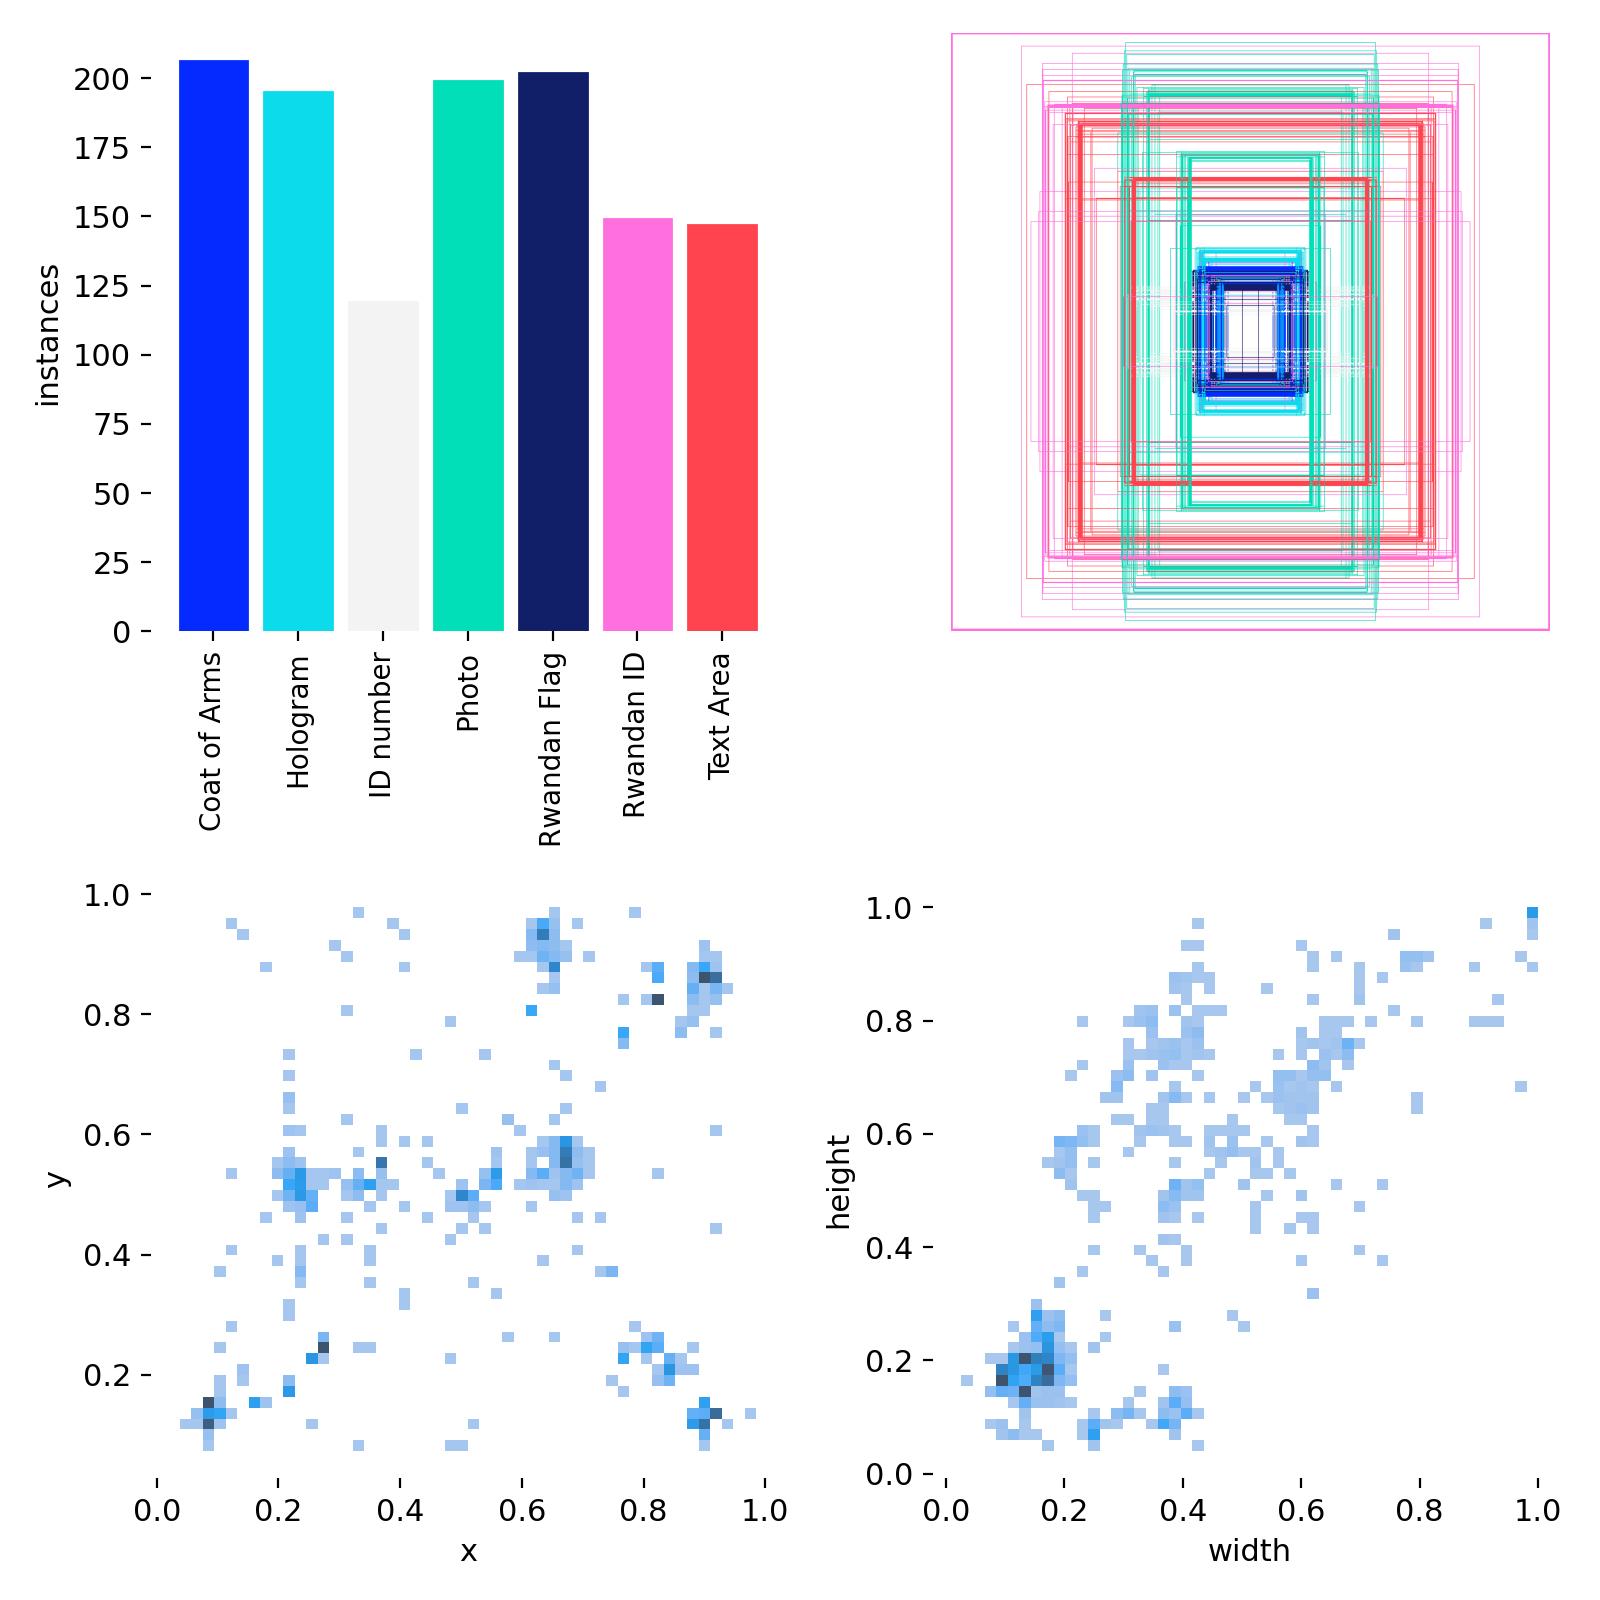 instances
200
175
150
125
100
75
50
25
0
Coat of Arms
Hologram
ID number
Photo
Rwandan Flag
Rwandan ID
Text Area
y
1.0
0.8
0.6
0.4
0.2
0.0 0.2 0.4 0.6 0.8 1.0
x
height
1.0
0.8
0.6
0.4
0.2
0.0
0.0 0.2 0.4 0.6 0.8 1.0
width